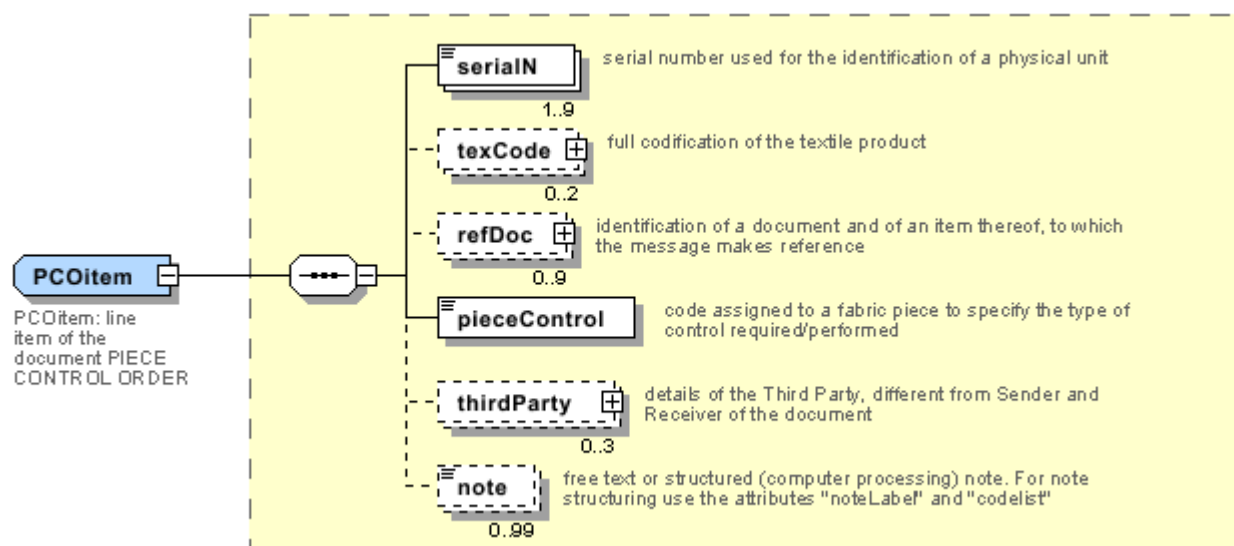 serialN
serial number used for the identification of a physical unit
1..9
texCode
full codification of the textile product
0..2
refDoc
identification of a document and of an item thereof, to which
the message makes reference
0..9
PCOitem
PCOitem: line
item of the
document PIECE
CONTROL ORDER
pieceControl
code assigned to a fabric piece to specify the type of
control required/performed
thirdParty
details of the Third Party, different from Sender and
Receiver of the document
0..3
note
free text or structured (computer processing) note. For note
structuring use the attributes "noteLabel" and "codelist"
0..99